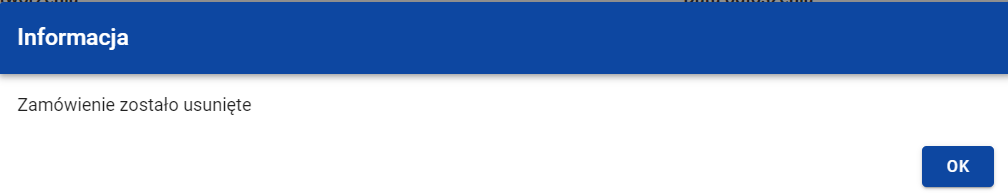 Informacja
Zamówienie zostało usunięte
OK